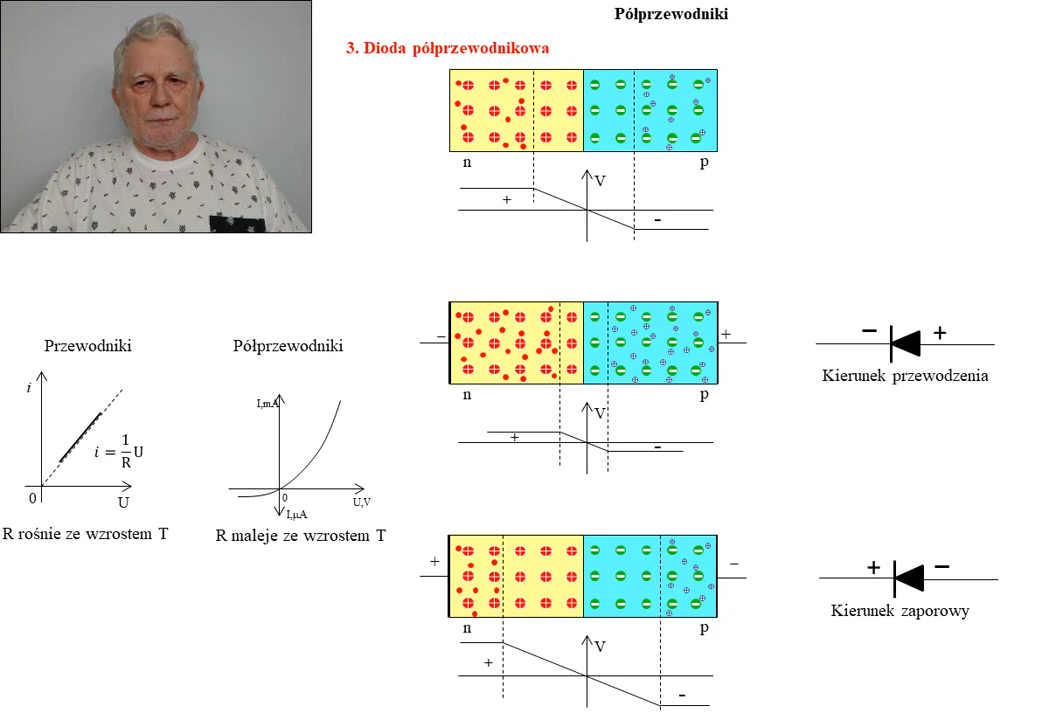 Półprzewodniki
3. Dioda półprzewodnikowa
n
p
V
+
-
−
+
n
p
V
+
-
− +
Kierunek przewodzenia
Przewodniki
i
i = 1/R U
0
U
R rośnie ze wzrostem T
Półprzewodniki
I,mA
0
U,V
I,μA
R maleje ze wzrostem T
+
−
n
p
V
+
-
+ −
Kierunek zaporowy